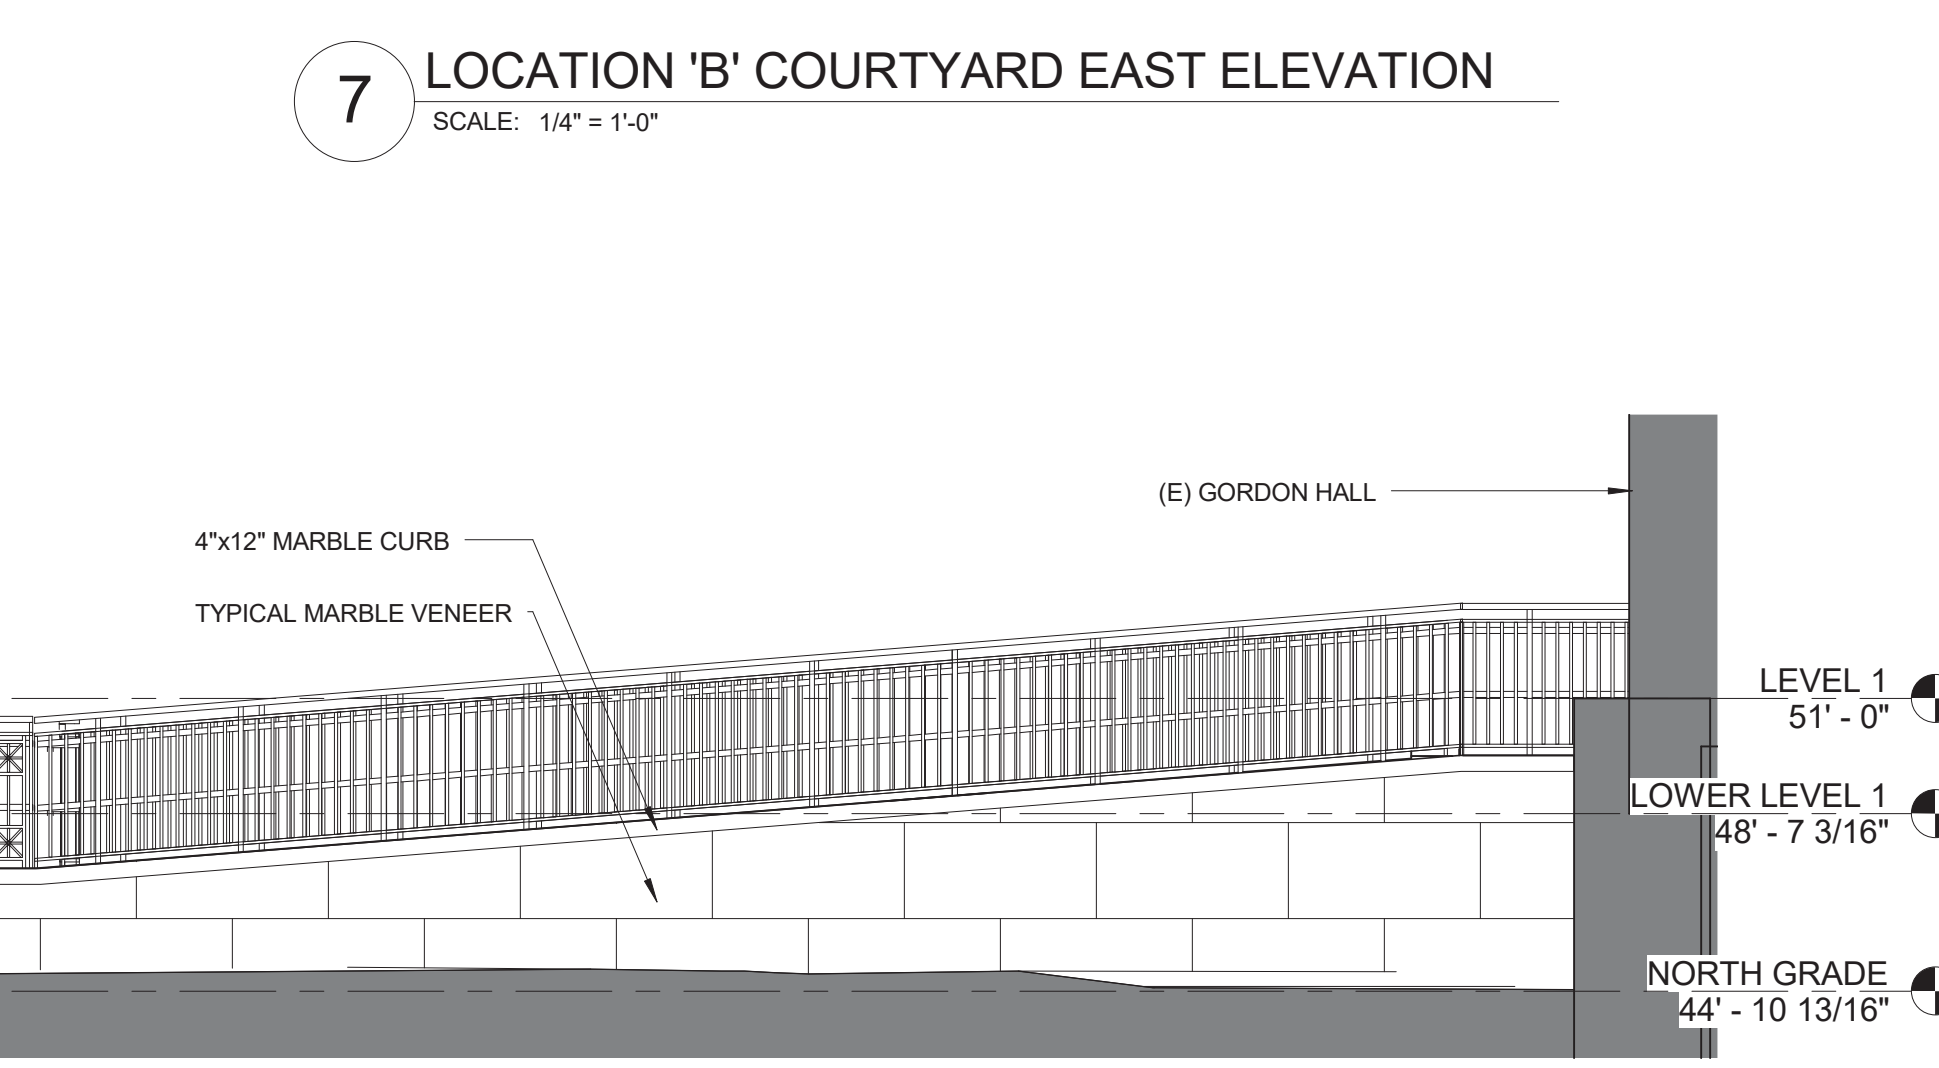 7
LOCATION 'B' COURTYARD EAST ELEVATION
SCALE: 1/4" = 1'-0"
(E) GORDON HALL
4"x12" MARBLE CURB
TYPICAL MARBLE VENEER
LEVEL 1
51' - 0"
LOWER LEVEL 1
48' - 7 3/16"
NORTH GRADE
44' - 10 13/16"